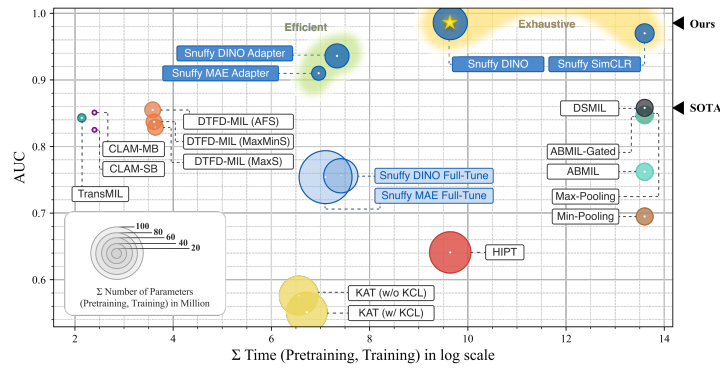 1.0
0.9
0.8
0.7
0.6
AUC
Efficient
Exhaustive
Ours
SOTA
Snuffy DINO Adapter
Snuffy MAE Adapter
Snuffy DINO
Snuffy SimCLR
DTFD-MIL (AFS)
DTFD-MIL (MaxMinS)
DTFD-MIL (MaxS)
CLAM-MB
CLAM-SB
TransMIL
DSMIL
ABMIL-Gated
ABMIL
Max-Pooling
Min-Pooling
Snuffy DINO Full-Tune
Snuffy MAE Full-Tune
HIPT
KAT (w/o KCL)
KAT (w/ KCL)
100
80
60
40
20
Σ Number of Parameters
(Pretraining, Training) in Million
2 4 6 8 10 12 14
Σ Time (Pretraining, Training) in log scale